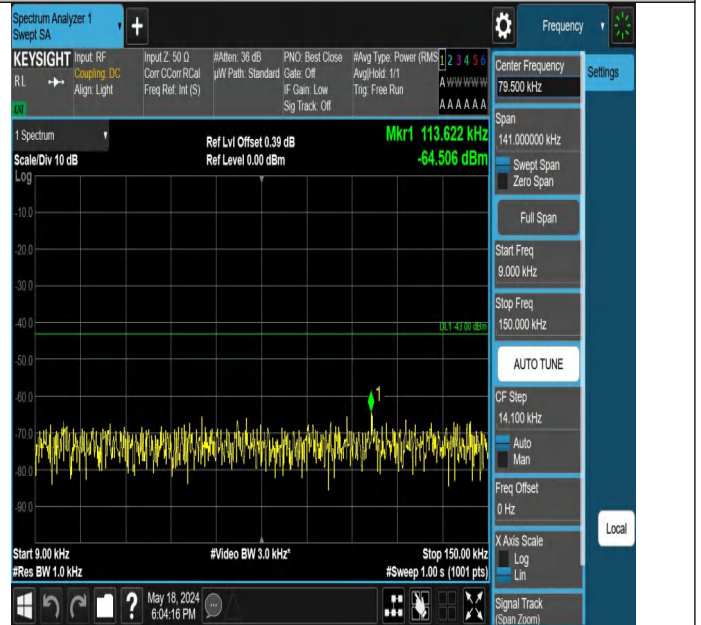 Spectrum Analyzer 1
Swept SA
+
Frequency
KEYSIGHT
RL
Input: RF
Coupling: DC
Align: Light
Input Z: 50 Ω
Corr CCorr RCal
Freq Ref: Int (S)
#Atten: 36 dB
µW Path: Standard
PNO: Best Close
Gate: Off
IF Gain: Low
Sig Track: Off
#Avg Type: Power (RMS
Avg|Hold: 1/1
Trig: Free Run
1 2 3 4 5 6
A W W W W W
A A A A A A
1 Spectrum
Scale/Div 10 dB
Log
Ref Lvl Offset 0.39 dB
Ref Level 0.00 dBm
Mkr1 113.622 kHz
-64.506 dBm
-10.0
-20.0
-30.0
-40.0
-50.0
-60.0
-70.0
-80.0
-90.0
DL1 -43.00 dBm
1
Start 9.00 kHz
#Res BW 1.0 kHz
#Video BW 3.0 kHz*
Stop 150.00 kHz
#Sweep 1.00 s (1001 pts)
Center Frequency
79.500 kHz
Settings
Span
141.000000 kHz
Swept Span
Zero Span
Full Span
Start Freq
9.000 kHz
Stop Freq
150.000 kHz
AUTO TUNE
CF Step
14.100 kHz
Auto
Man
Freq Offset
0 Hz
X Axis Scale
Log
Lin
Local
Signal Track
(Span Zoom)
?
May 18, 2024
6:04:16 PM